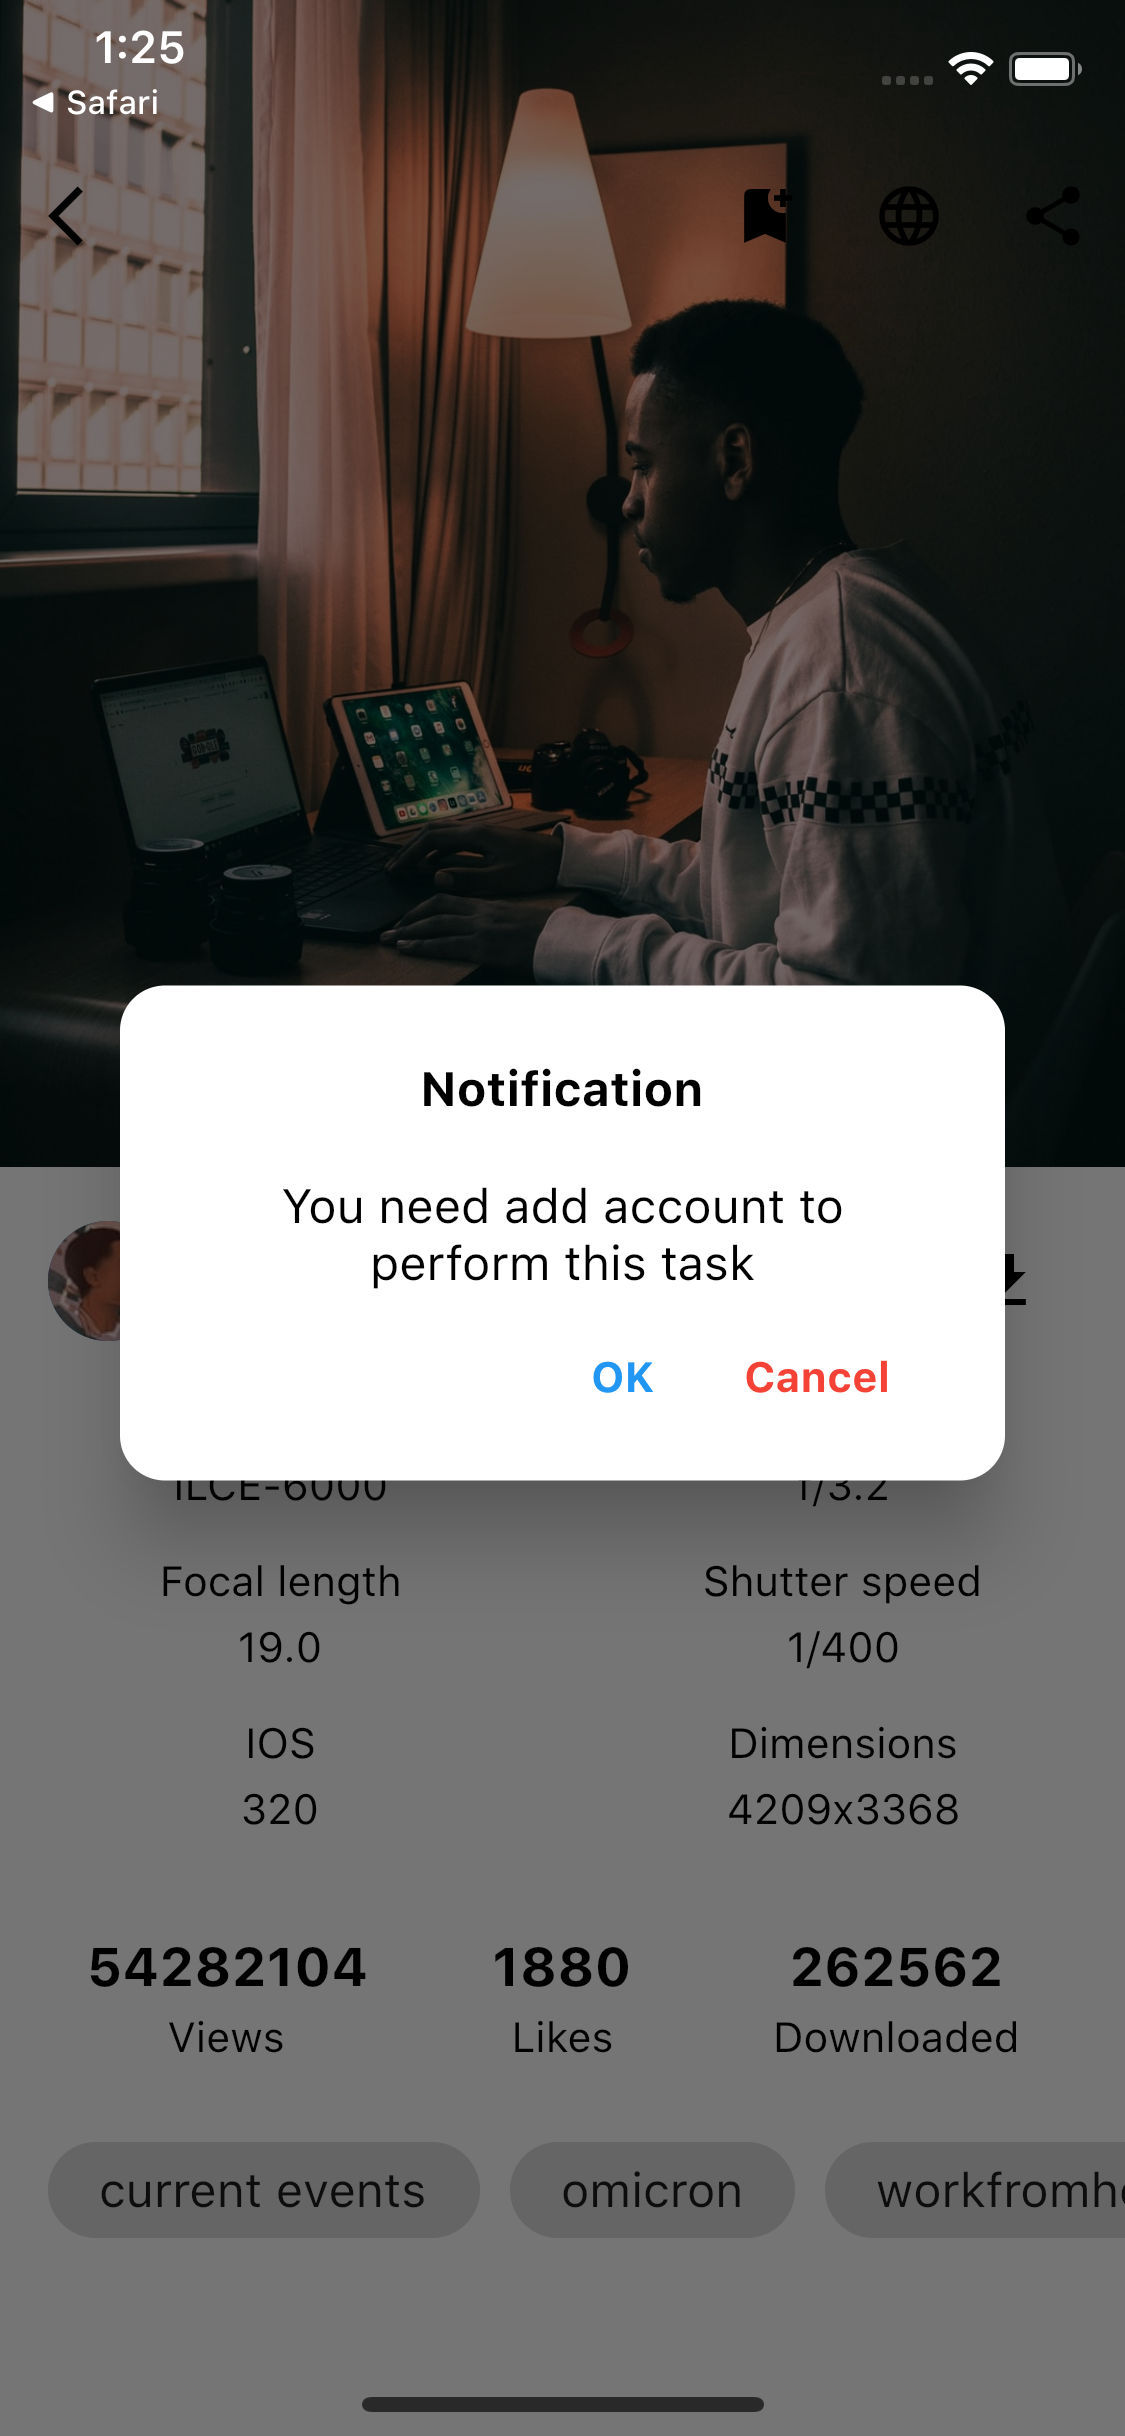 1:25
Safari
Notification
You need add account to
perform this task
OK Cancel
ILCE-6000 1/3.2
Focal length Shutter speed
19.0 1/400
IOS Dimensions
320 4209x3368
54282104 1880 262562
Views Likes Downloaded
current events omicron